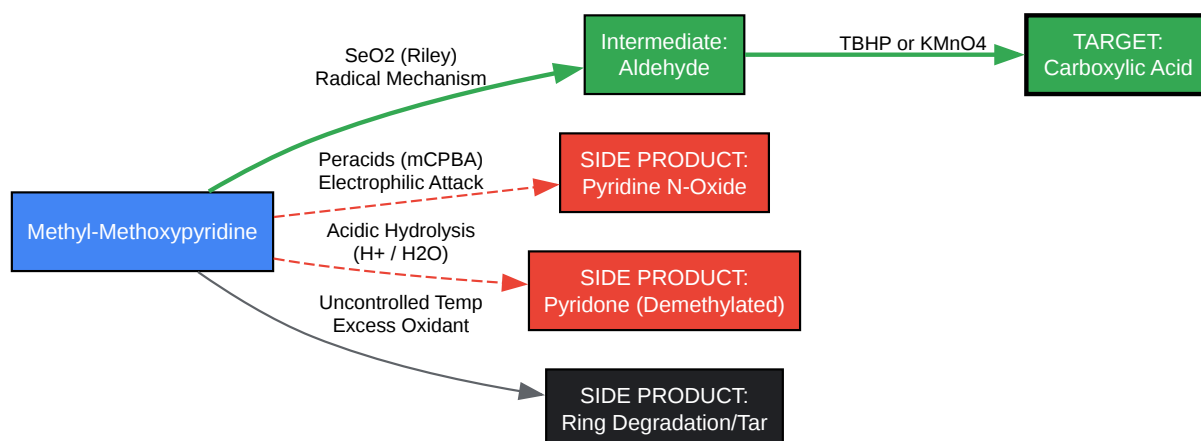 SeO2 (Riley)
Radical Mechanism
Intermediate:
Aldehyde
TBHP or KMnO4
TARGET:
Carboxylic Acid
Methyl-Methoxypyridine
Peracids (mCPBA)
Electrophilic Attack
SIDE PRODUCT:
Pyridine N-Oxide
Acidic Hydrolysis
(H+ / H2O)
SIDE PRODUCT:
Pyridone (Demethylated)
Uncontrolled Temp
Excess Oxidant
SIDE PRODUCT:
Ring Degradation/Tar